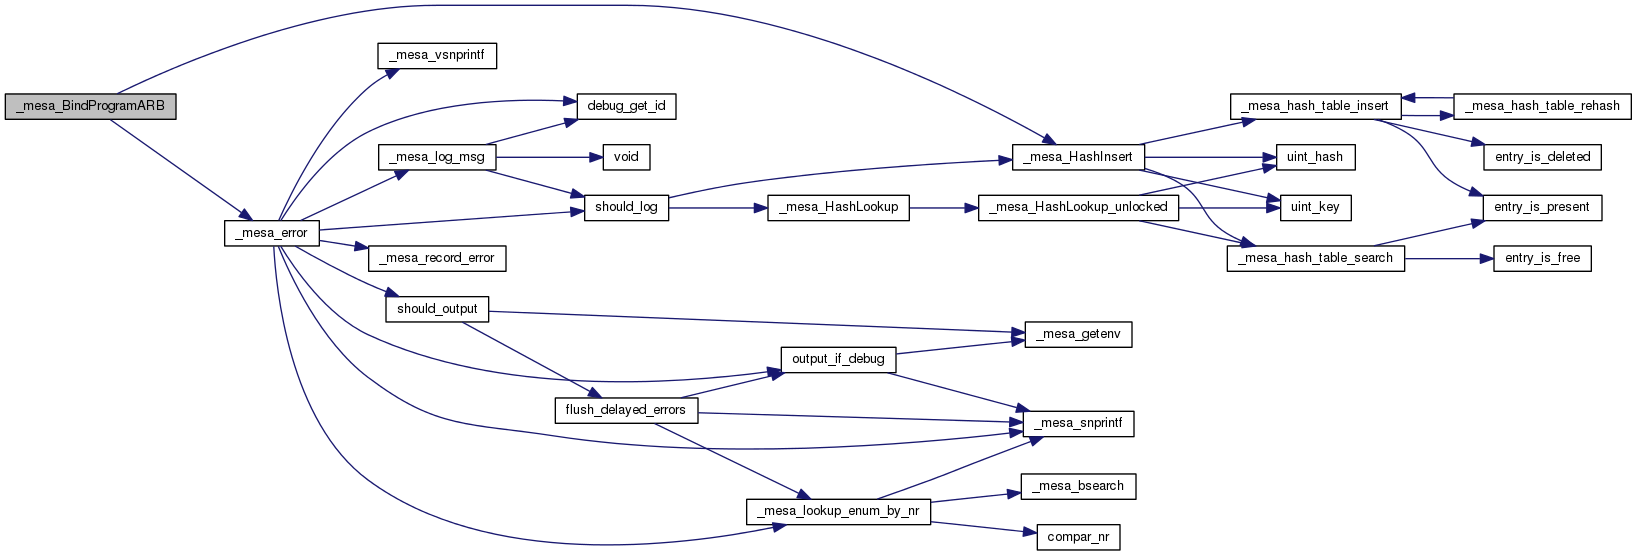 _mesa_BindProgramARB
_mesa_error
_mesa_vsnprintf
debug_get_id
_mesa_log_msg
void
should_log
_mesa_record_error
should_output
output_if_debug
flush_delayed_errors
_mesa_lookup_enum_by_nr
_mesa_HashLookup
_mesa_HashInsert
_mesa_HashLookup_unlocked
_mesa_getenv
_mesa_snprintf
_mesa_bsearch
compar_nr
_mesa_hash_table_insert
uint_hash
uint_key
_mesa_hash_table_search
_mesa_hash_table_rehash
entry_is_deleted
entry_is_present
entry_is_free